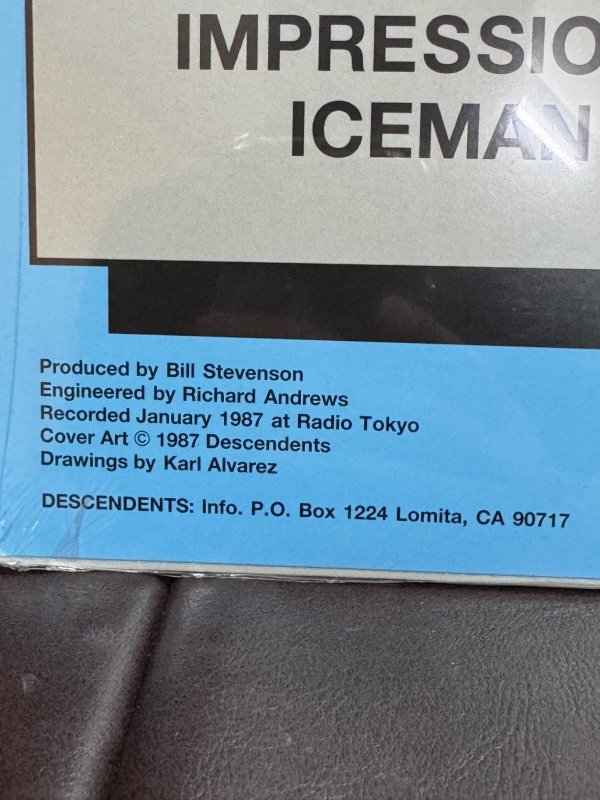 IMPRESSIO
ICEMAN
Produced by Bill Stevenson
Engineered by Richard Andrews
Recorded January 1987 at Radio Tokyo
Cover Art © 1987 Descendents
Drawings by Karl Alvarez
DESCENDENTS: Info. P.O. Box 1224 Lomita, CA 90717